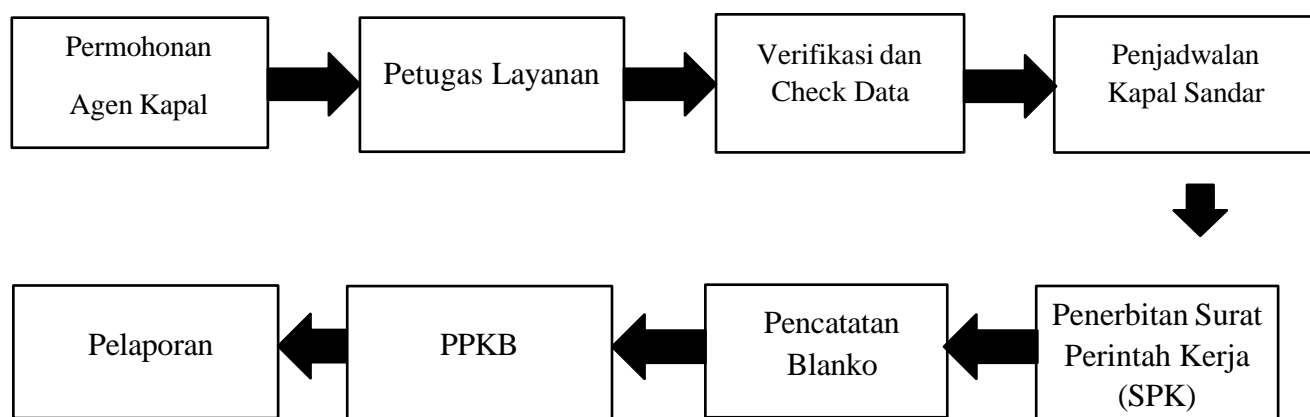 Permohonan
Agen Kapal
Petugas Layanan
Verifikasi dan
Check Data
Penjadwalan
Kapal Sandar
Penerbitan Surat
Perintah Kerja
(SPK)
Pencatatan
Blanko
PPKB
Pelaporan